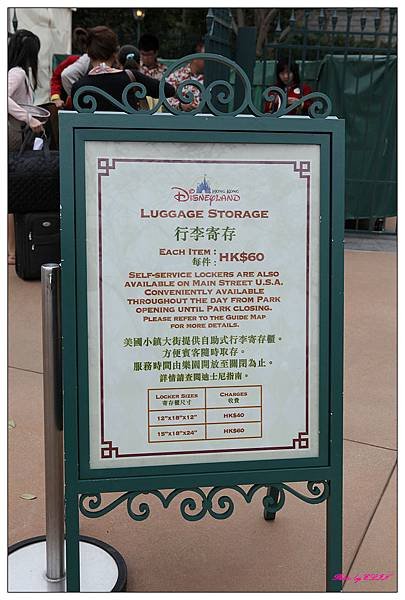 HONG KONG
DISNEYLAND
LUGGAGE STORAGE
行李寄存
EACH ITEM :
每件 : HK$60
SELF-SERVICE LOCKERS ARE ALSO
AVAILABLE ON MAIN STREET U.S.A.
CONVENIENTLY AVAILABLE
THROUGHOUT THE DAY FROM PARK
OPENING UNTIL PARK CLOSING.
PLEASE REFER TO THE GUIDE MAP
FOR MORE DETAILS.
美國小鎮大街提供自助式行李寄存櫃。
方便賓客隨時取存。
服務時間由樂園開放至關閉為止。
詳情請查閱迪士尼指南。
LOCKER SIZES CHARGES
寄存櫃尺寸 收費
12"x18"x12" HK$40
15"x18"x24" HK$60